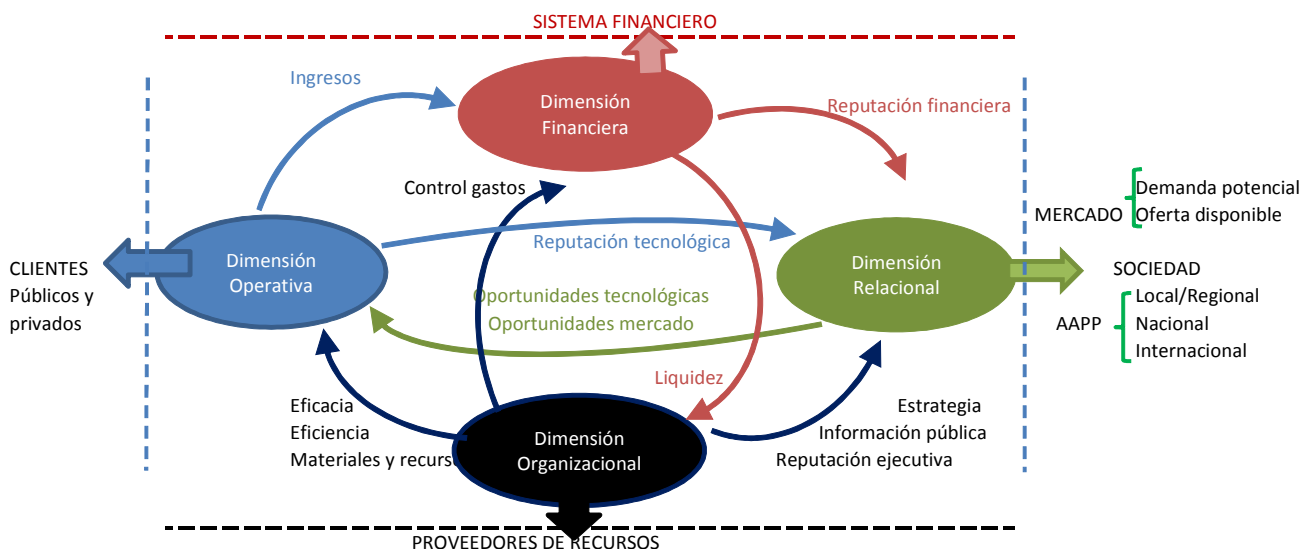 SISTEMA FINANCIERO
Ingresos
Dimensión
Financiera
Reputación financiera
Control gastos
Demanda potencial
MERCADO
Oferta disponible
Reputación tecnológica
CLIENTES
Públicos y
privados
Dimensión
Operativa
Dimensión
Relacional
SOCIEDAD
Oportunidades tecnológicas
Oportunidades mercado
Local/Regional
AAPP
Nacional
Internacional
Liquidez
Eficacia
Eficiencia
Materiales y recurso
Dimensión
Organizacional
Estrategia
Información pública
Reputación ejecutiva
PROVEEDORES DE RECURSOS